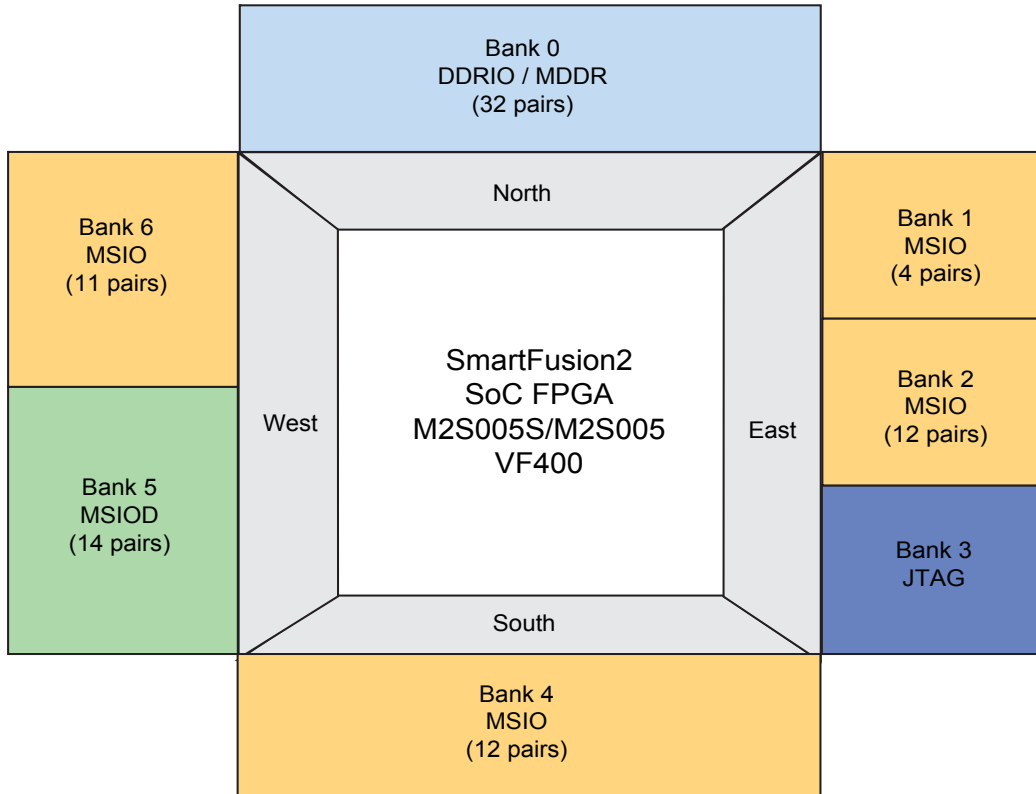 Bank 0
DDRIO / MDDR
(32 pairs)
North
Bank 6
MSIO
(11 pairs)
Bank 1
MSIO
(4 pairs)
SmartFusion2
SoC FPGA
M2S005S/M2S005
VF400
West
East
Bank 2
MSIO
(12 pairs)
Bank 5
MSIOD
(14 pairs)
Bank 3
JTAG
South
Bank 4
MSIO
(12 pairs)